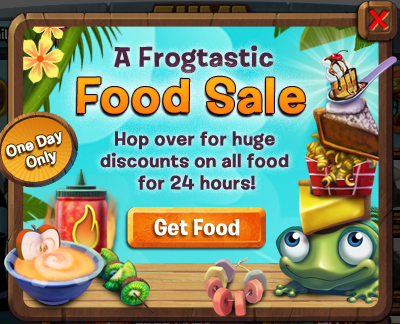 A Frogtastic
Food Sale
One Day
Only
Hop over for huge
discounts on all food
for 24 hours!
Get Food